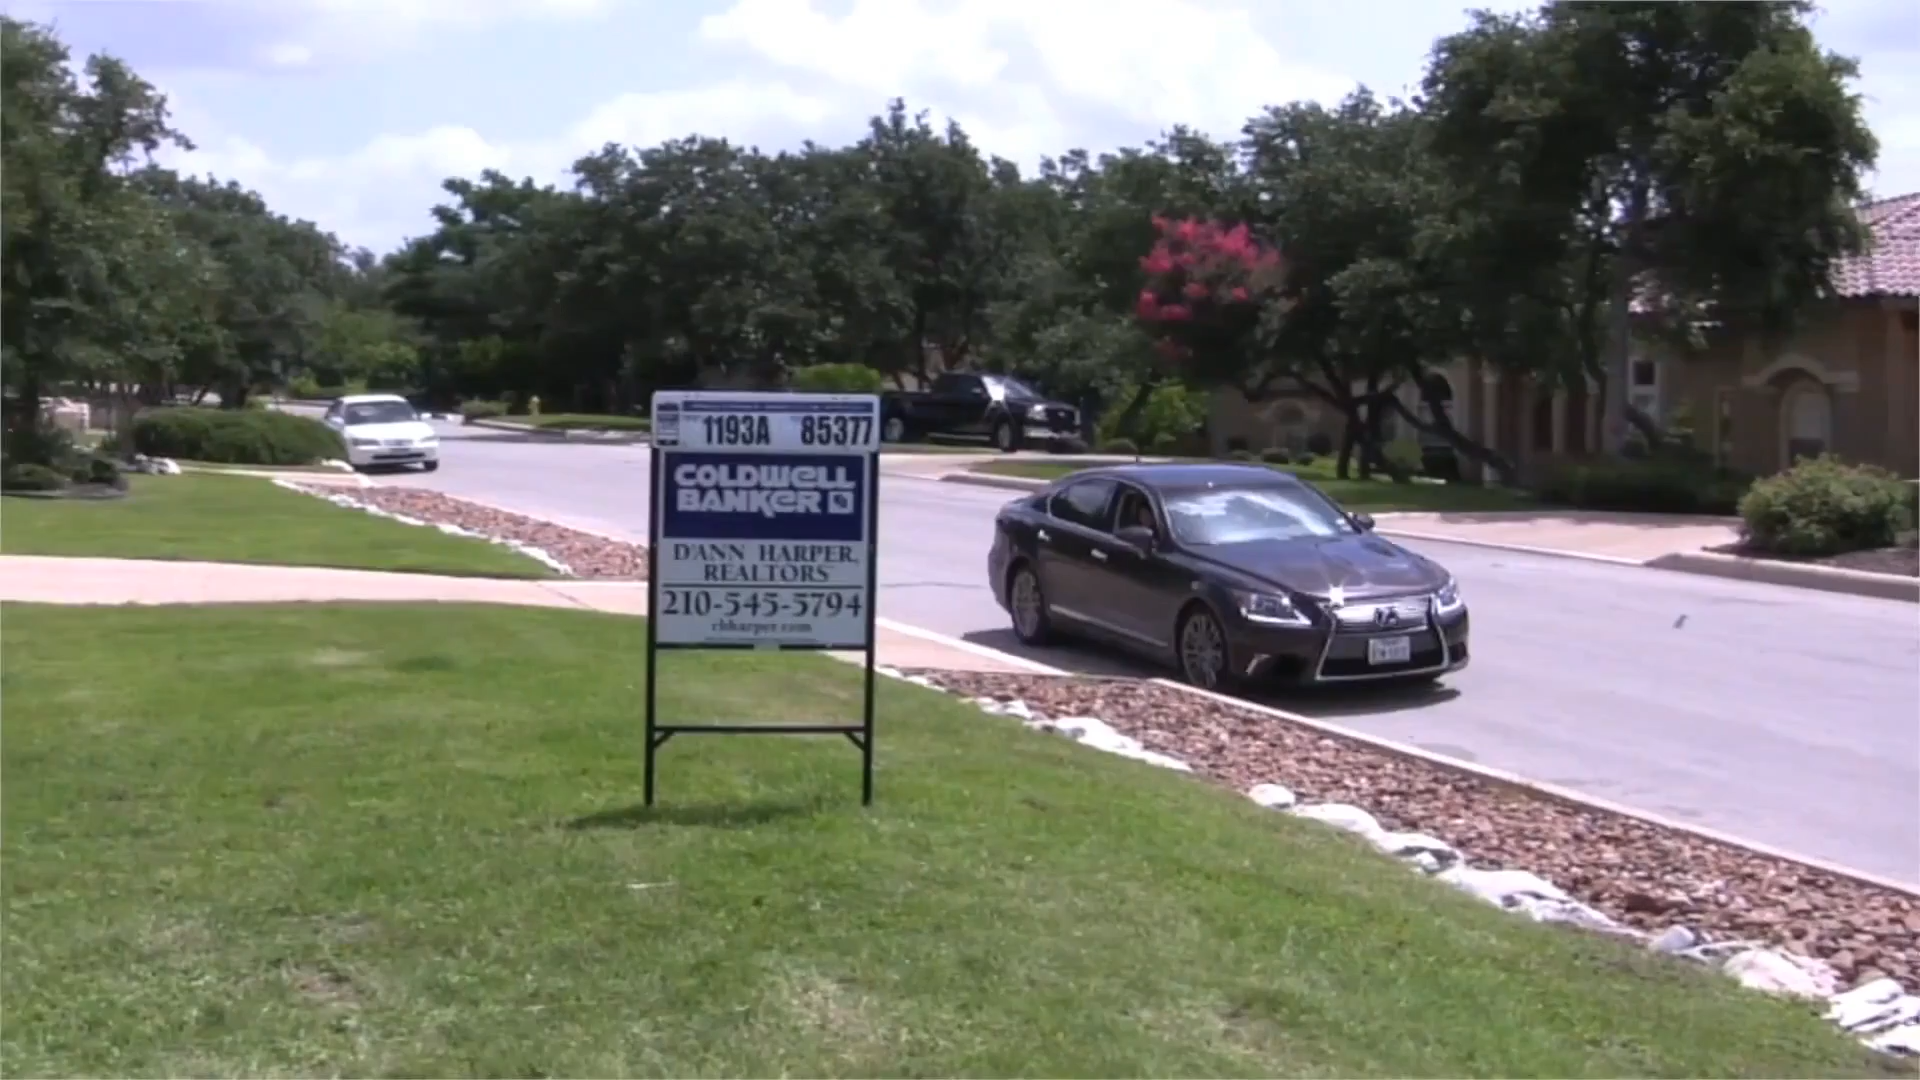 1193A 85377
COLDWELL
BANKER
D'ANN HARPER,
REALTORS
210-545-5794
cbharper.com